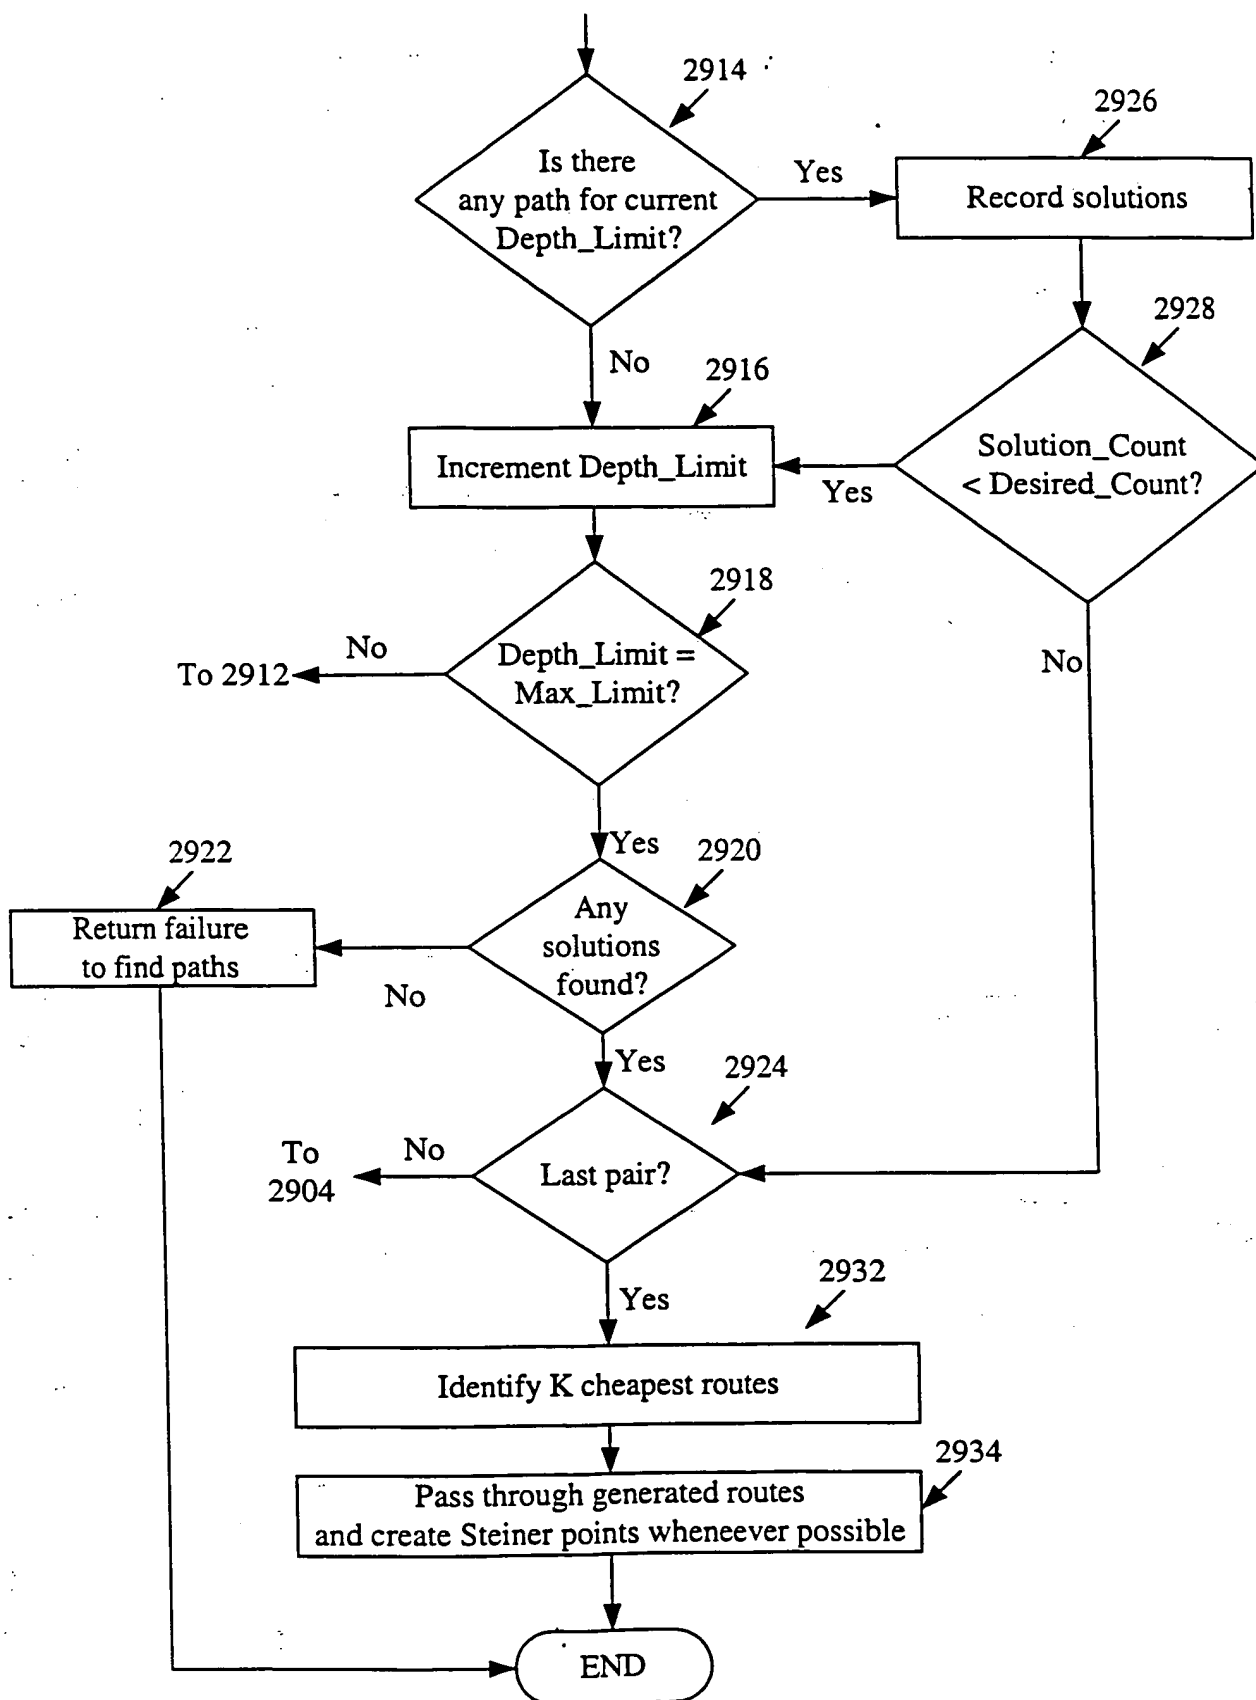 2914
2926
Is there
any path for current
Depth_Limit?
Yes
Record solutions
2928
No
2916
Increment Depth_Limit
Yes
Solution_Count
< Desired_Count?
2918
No
To 2912
Depth_Limit =
Max_Limit?
No
Yes
2922
2920
Return failure
to find paths
Any
solutions
found?
No
Yes
2924
To
2904
No
Last pair?
2932
Yes
Identify K cheapest routes
2934
Pass through generated routes
and create Steiner points wheneever possible
END